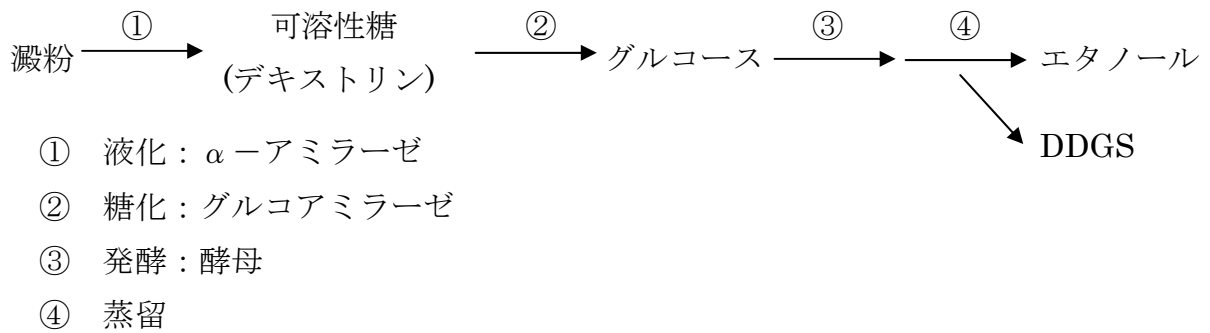 ① 可溶性糖 ② ③ ④
澱粉 グルコース エタノール
(デキストリン)
DDGS
① 液化：α－アミラーゼ
② 糖化：グルコアミラーゼ
③ 発酵：酵母
④ 蒸留